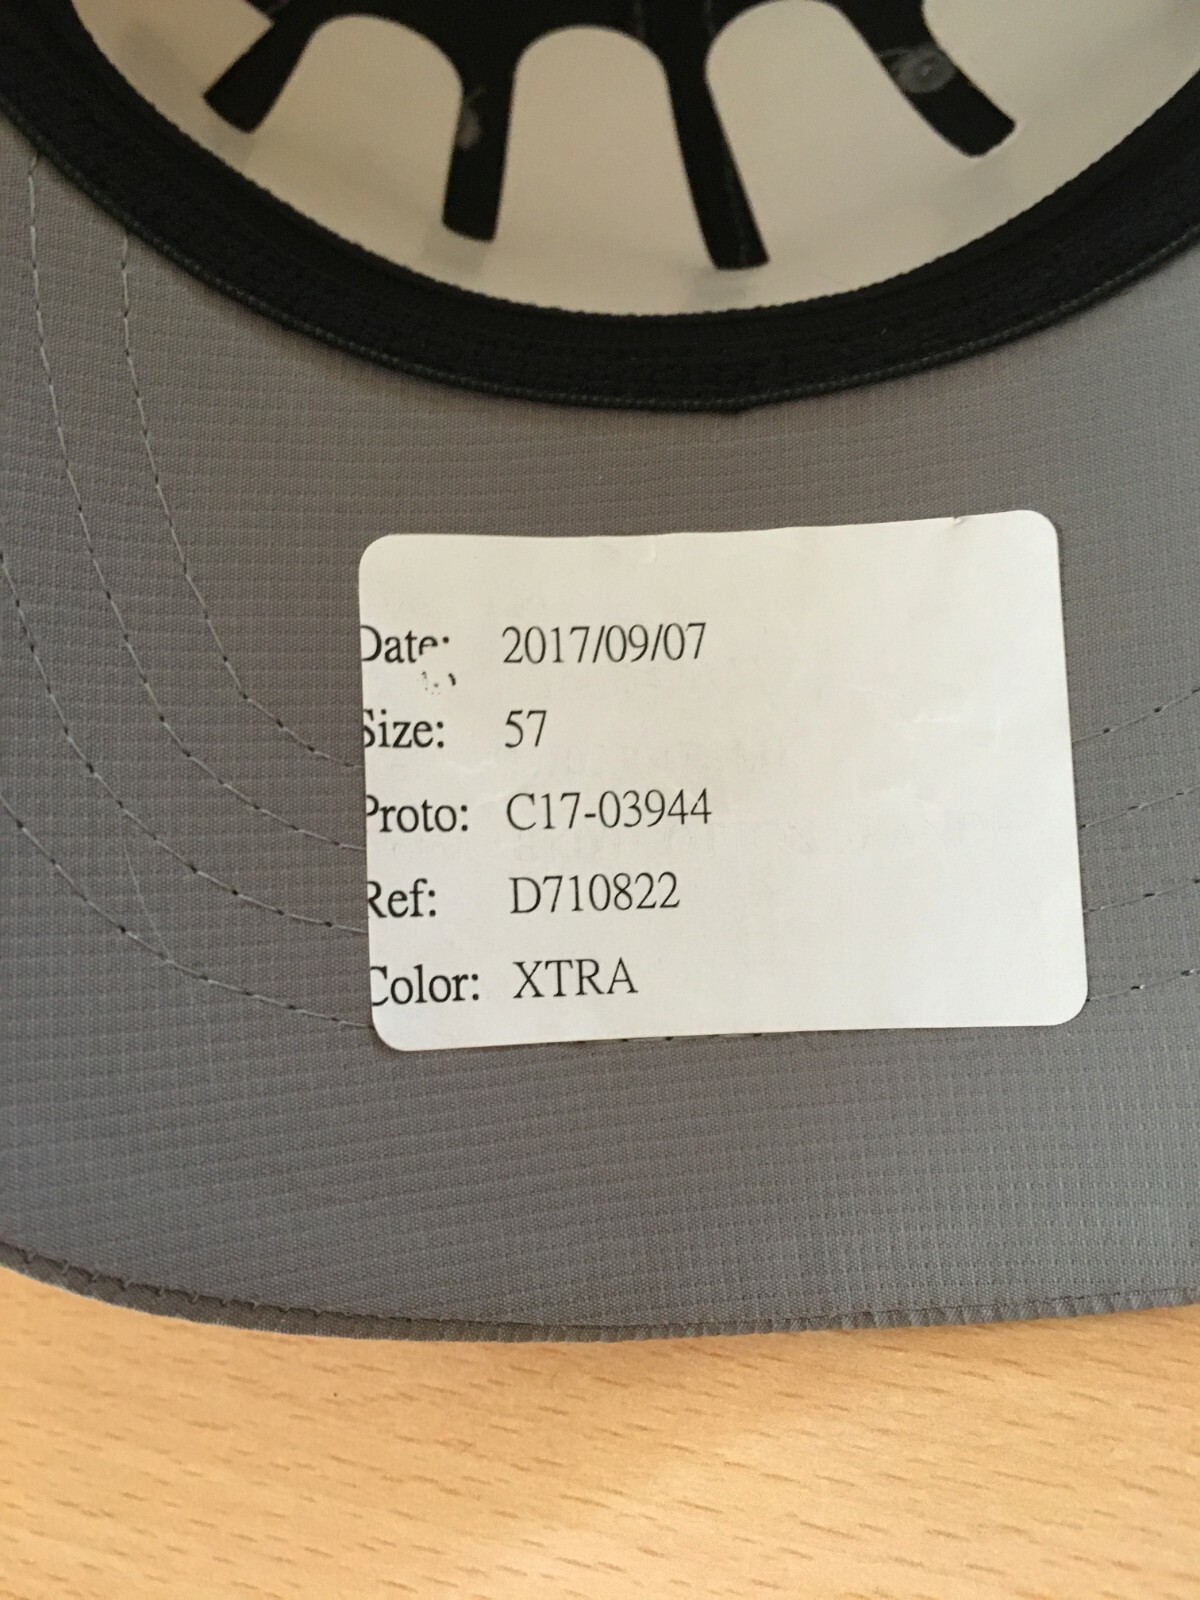 Date: 2017/09/07
Size: 57
Proto: C17-03944
Ref: D710822
Color: XTRA